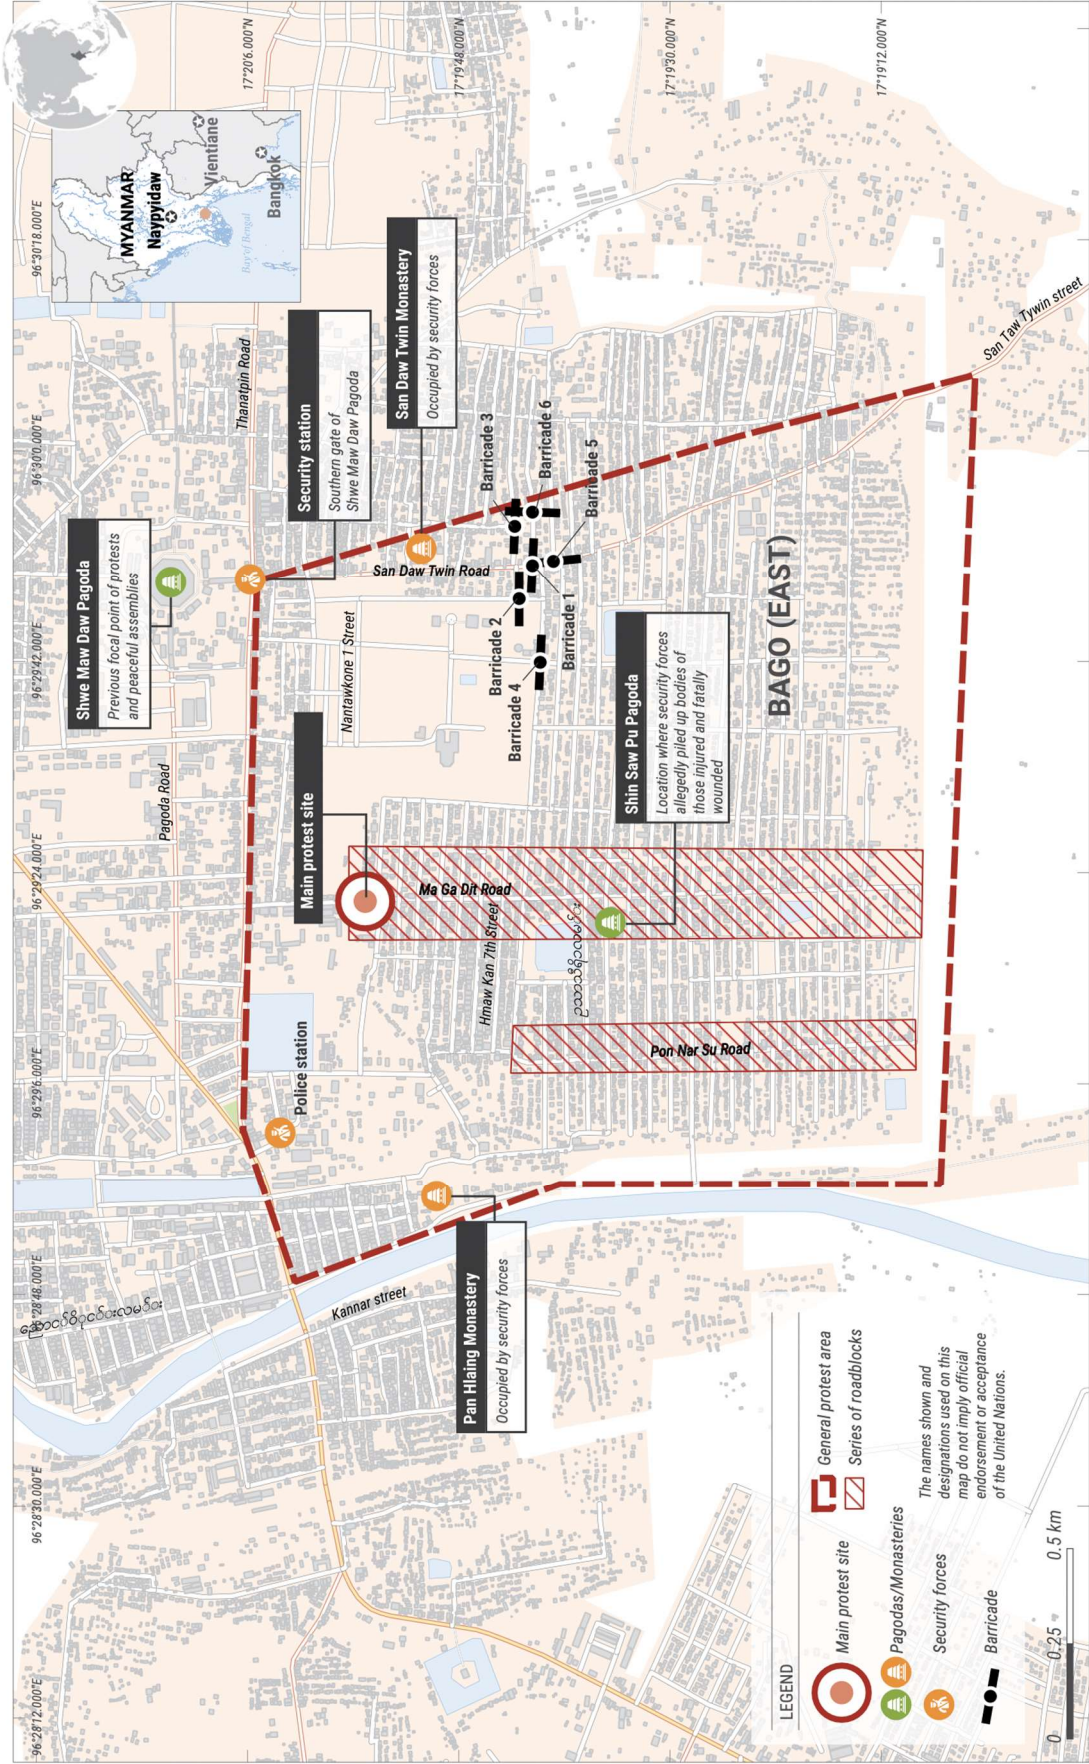 96°28'12.000"E
96°28'30.000"E
96°28'48.000"E
96°29'6.000"E
96°29'24.000"E
96°29'42.000"E
96°30'0.000"E
96°30'18.000"E
17°20'6.000"N
17°19'48.000"N
17°19'30.000"N
17°19'12.000"N
MYANMAR
Naypyidaw
Vientiane
Bangkok
Bay of Bengal
Shwe Maw Daw Pagoda
Previous focal point of protests
and peaceful assemblies
Pagoda Road
Thanatpin Road
Security station
Southern gate of
Shwe Maw Daw Pagoda
Main protest site
Nantawkone 1 Street
San Daw Twin Road
San Daw Twin Monastery
Occupied by security forces
Police station
Kannar street
Pan Hlaing Monastery
Occupied by security forces
Ma Ga Dit Road
Hmaw Kan 7th Street
Barricade 4
Barricade 2
Barricade 1
Barricade 3
Barricade 6
Barricade 5
Shin Saw Pu Pagoda
Location where security forces
allegedly piled up bodies of
those injured and fatally
wounded
Pon Nar Su Road
BAGO (EAST)
San Taw Tywin street
LEGEND
Main protest site
Pagodas/Monasteries
Security forces
Barricade
General protest area
Series of roadblocks
The names shown and
designations used on this
map do not imply official
endorsement or acceptance
of the United Nations.
0 0.25 0.5 km